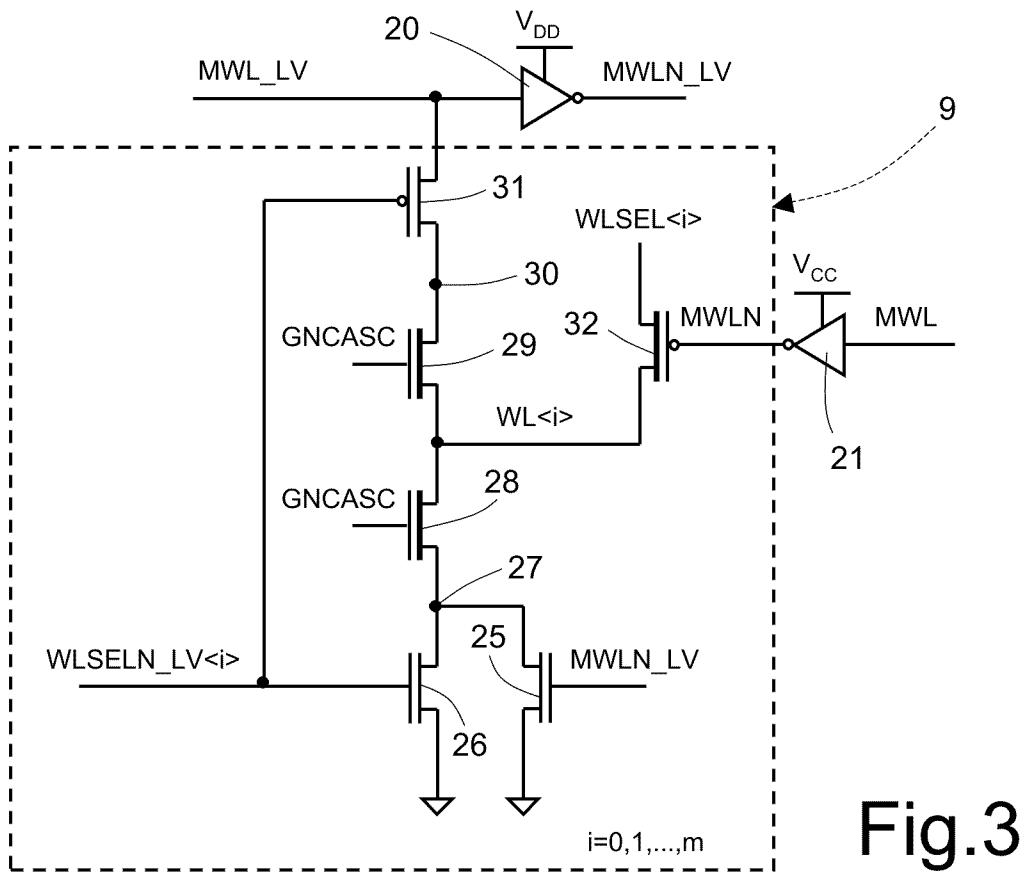 20
VDD
MWL_LV
MWLN_LV
9
31
WLSEL<i>
30
VCC
GNCASC
29
32
MWLN
MWL
WL<i>
21
GNCASC
28
27
WLSELN_LV<i>
25
MWLN_LV
26
i=0,1,...,m
Fig.3